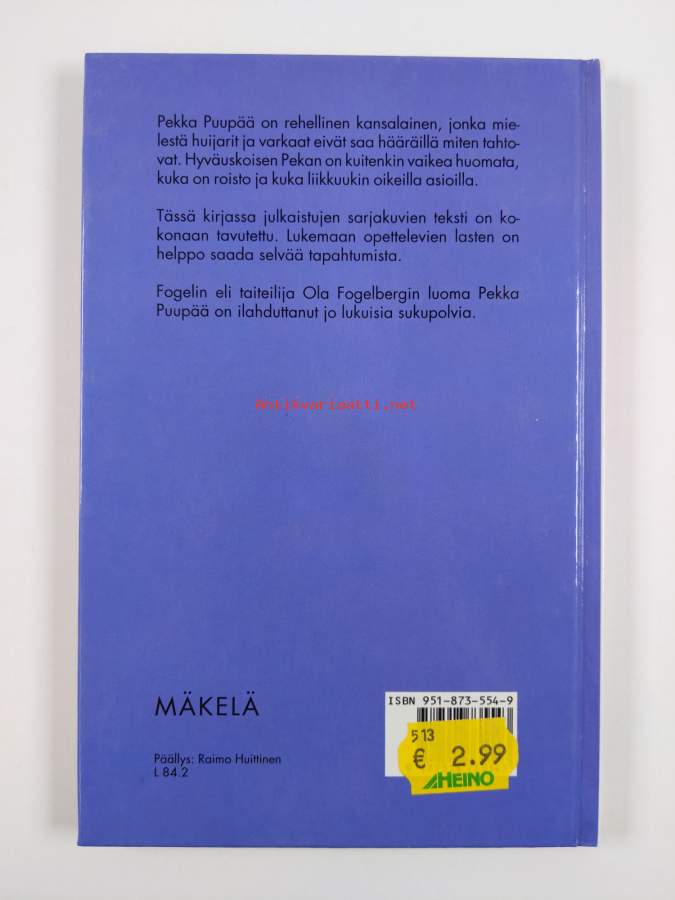 Pekka Puupää on rehellinen kansalainen, jonka mie-
lestä huijarit ja varkaat eivät saa hääräillä miten tahto-
vat. Hyväuskoisen Pekan on kuitenkin vaikea huomata,
kuka on roisto ja kuka liikkuukin oikeilla asioilla.
Tässä kirjassa julkaistujen sarjakuvien teksti on ko-
konaan tavutettu. Lukemaan opettelevien lasten on
helppo saada selvää tapahtumista.
Fogelin eli taiteilija Ola Fogelbergin luoma Pekka
Puupää on ilahduttanut jo lukuisia sukupolvia.
Antikvariaatti.net
MÄKELÄ
Päällys: Raimo Huittinen
L 84.2
ISBN 951-873-554-9
513
€ 2.99
HEINO